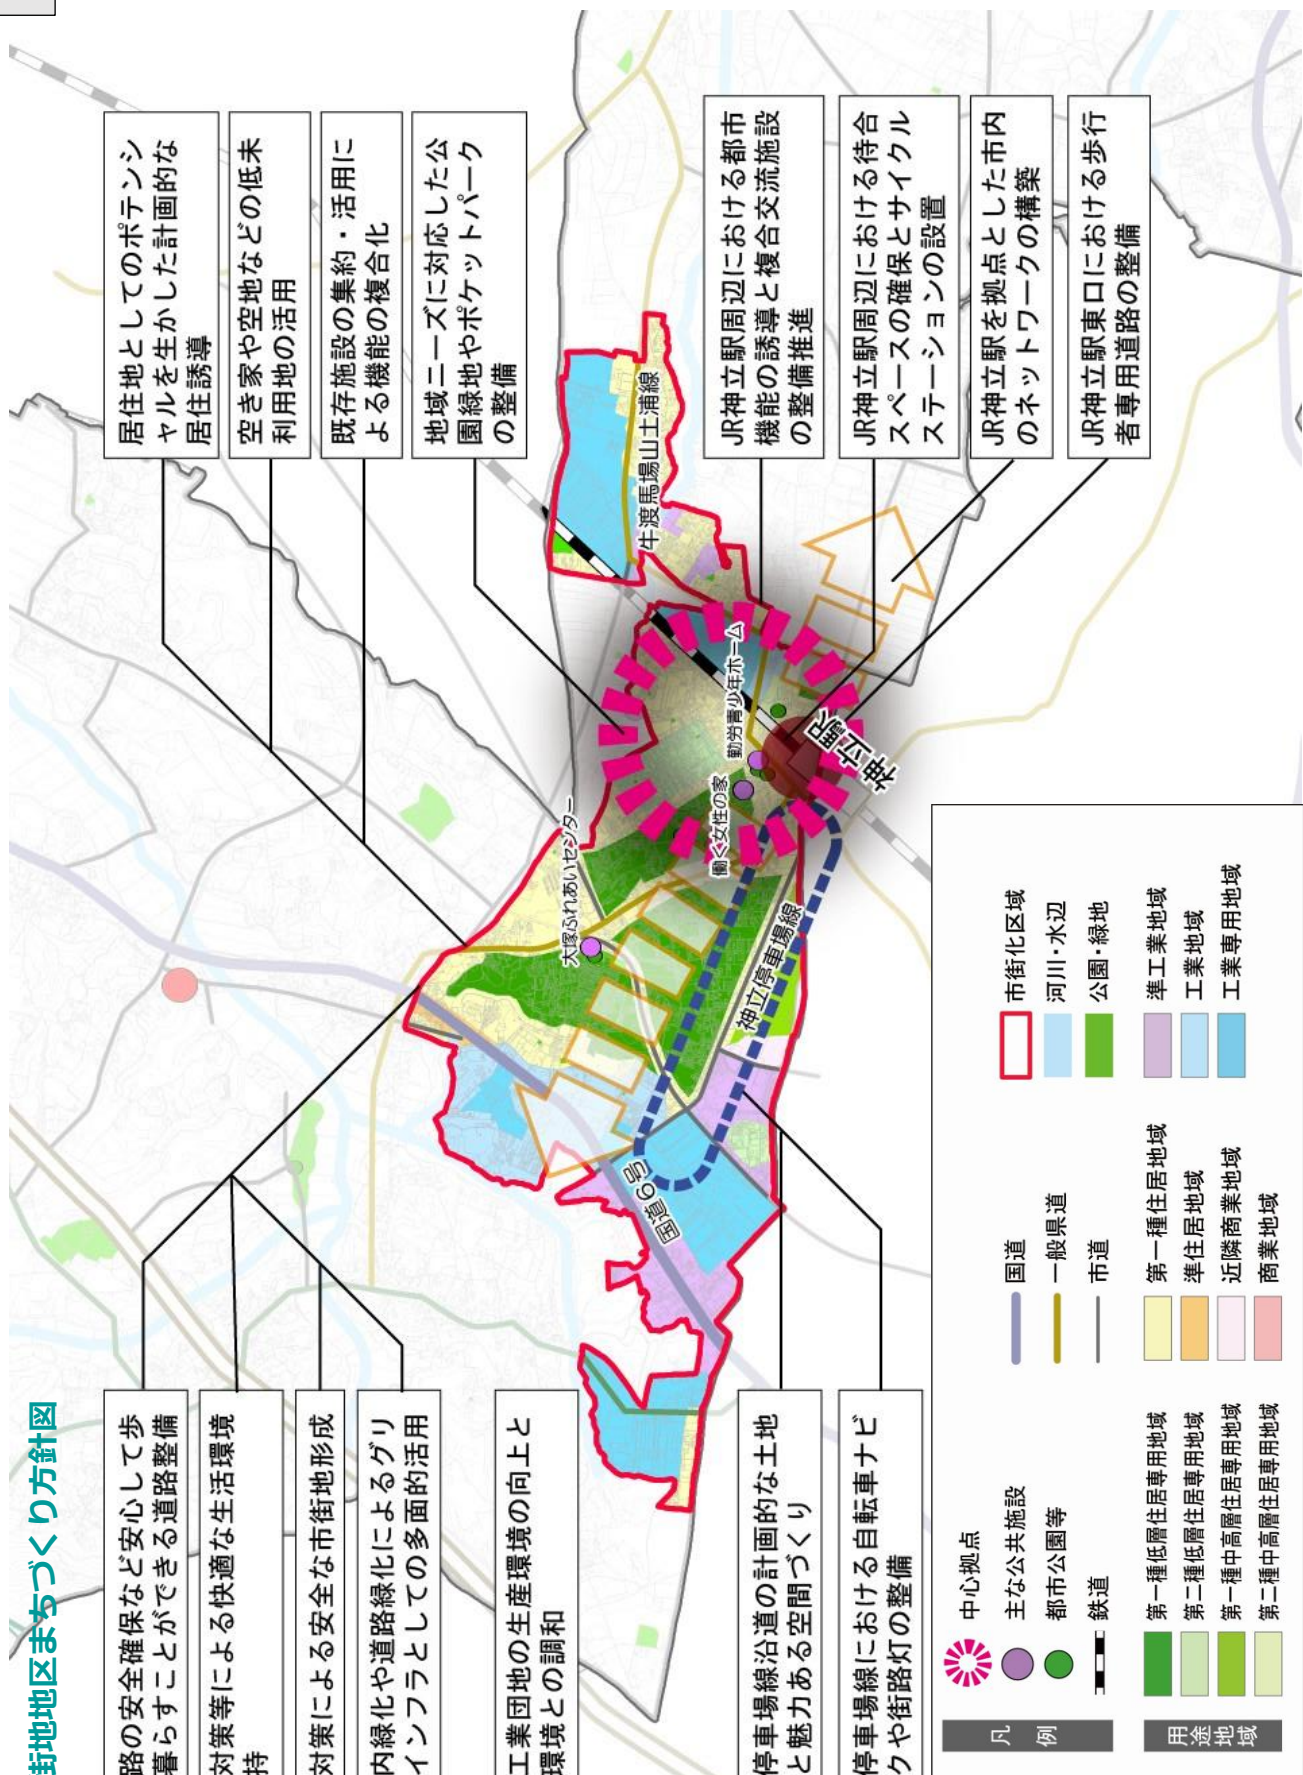 街地地区まちづくり方針図
路の安全確保など安心して歩
暮らすことができる道路整備
対策等による快適な生活環境
持
対策による安全な市街地形成
内緑化や道路緑化によるグリ
インフラとしての多面的活用
工業団地の生産環境の向上と
環境との調和
停車場線沿道の計画的な土地
と魅力ある空間づくり
停車場線における自転車ナビ
クや街路灯の整備
居住地としてのポテンシ
ャルを生かした計画的な
居住誘導
空き家や空地などの低未
利用地の活用
既存施設の集約・活用に
よる機能の複合化
地域ニーズに対応した公
園緑地やポケットパーク
の整備
JR神立駅周辺における都市
機能の誘導と複合交流施設
の整備推進
JR神立駅周辺における待合
スペースの確保とサイクル
ステーションの設置
JR神立駅を拠点とした市内
のネットワークの構築
JR神立駅東口における歩行
者専用道路の整備
大塚ふれあいセンター
牛渡馬場山土浦線
国道6号
勤労青少年ホーム
働く女性の家
神立停車場線
神立駅
凡例
中心拠点
主な公共施設
都市公園等
鉄道
国道
一般県道
市道
市街化区域
河川・水辺
公園・緑地
用途地域
第一種低層住居専用地域
第二種低層住居専用地域
第一種中高層住居専用地域
第二種中高層住居専用地域
第一種住居地域
準住居地域
近隣商業地域
商業地域
準工業地域
工業地域
工業専用地域